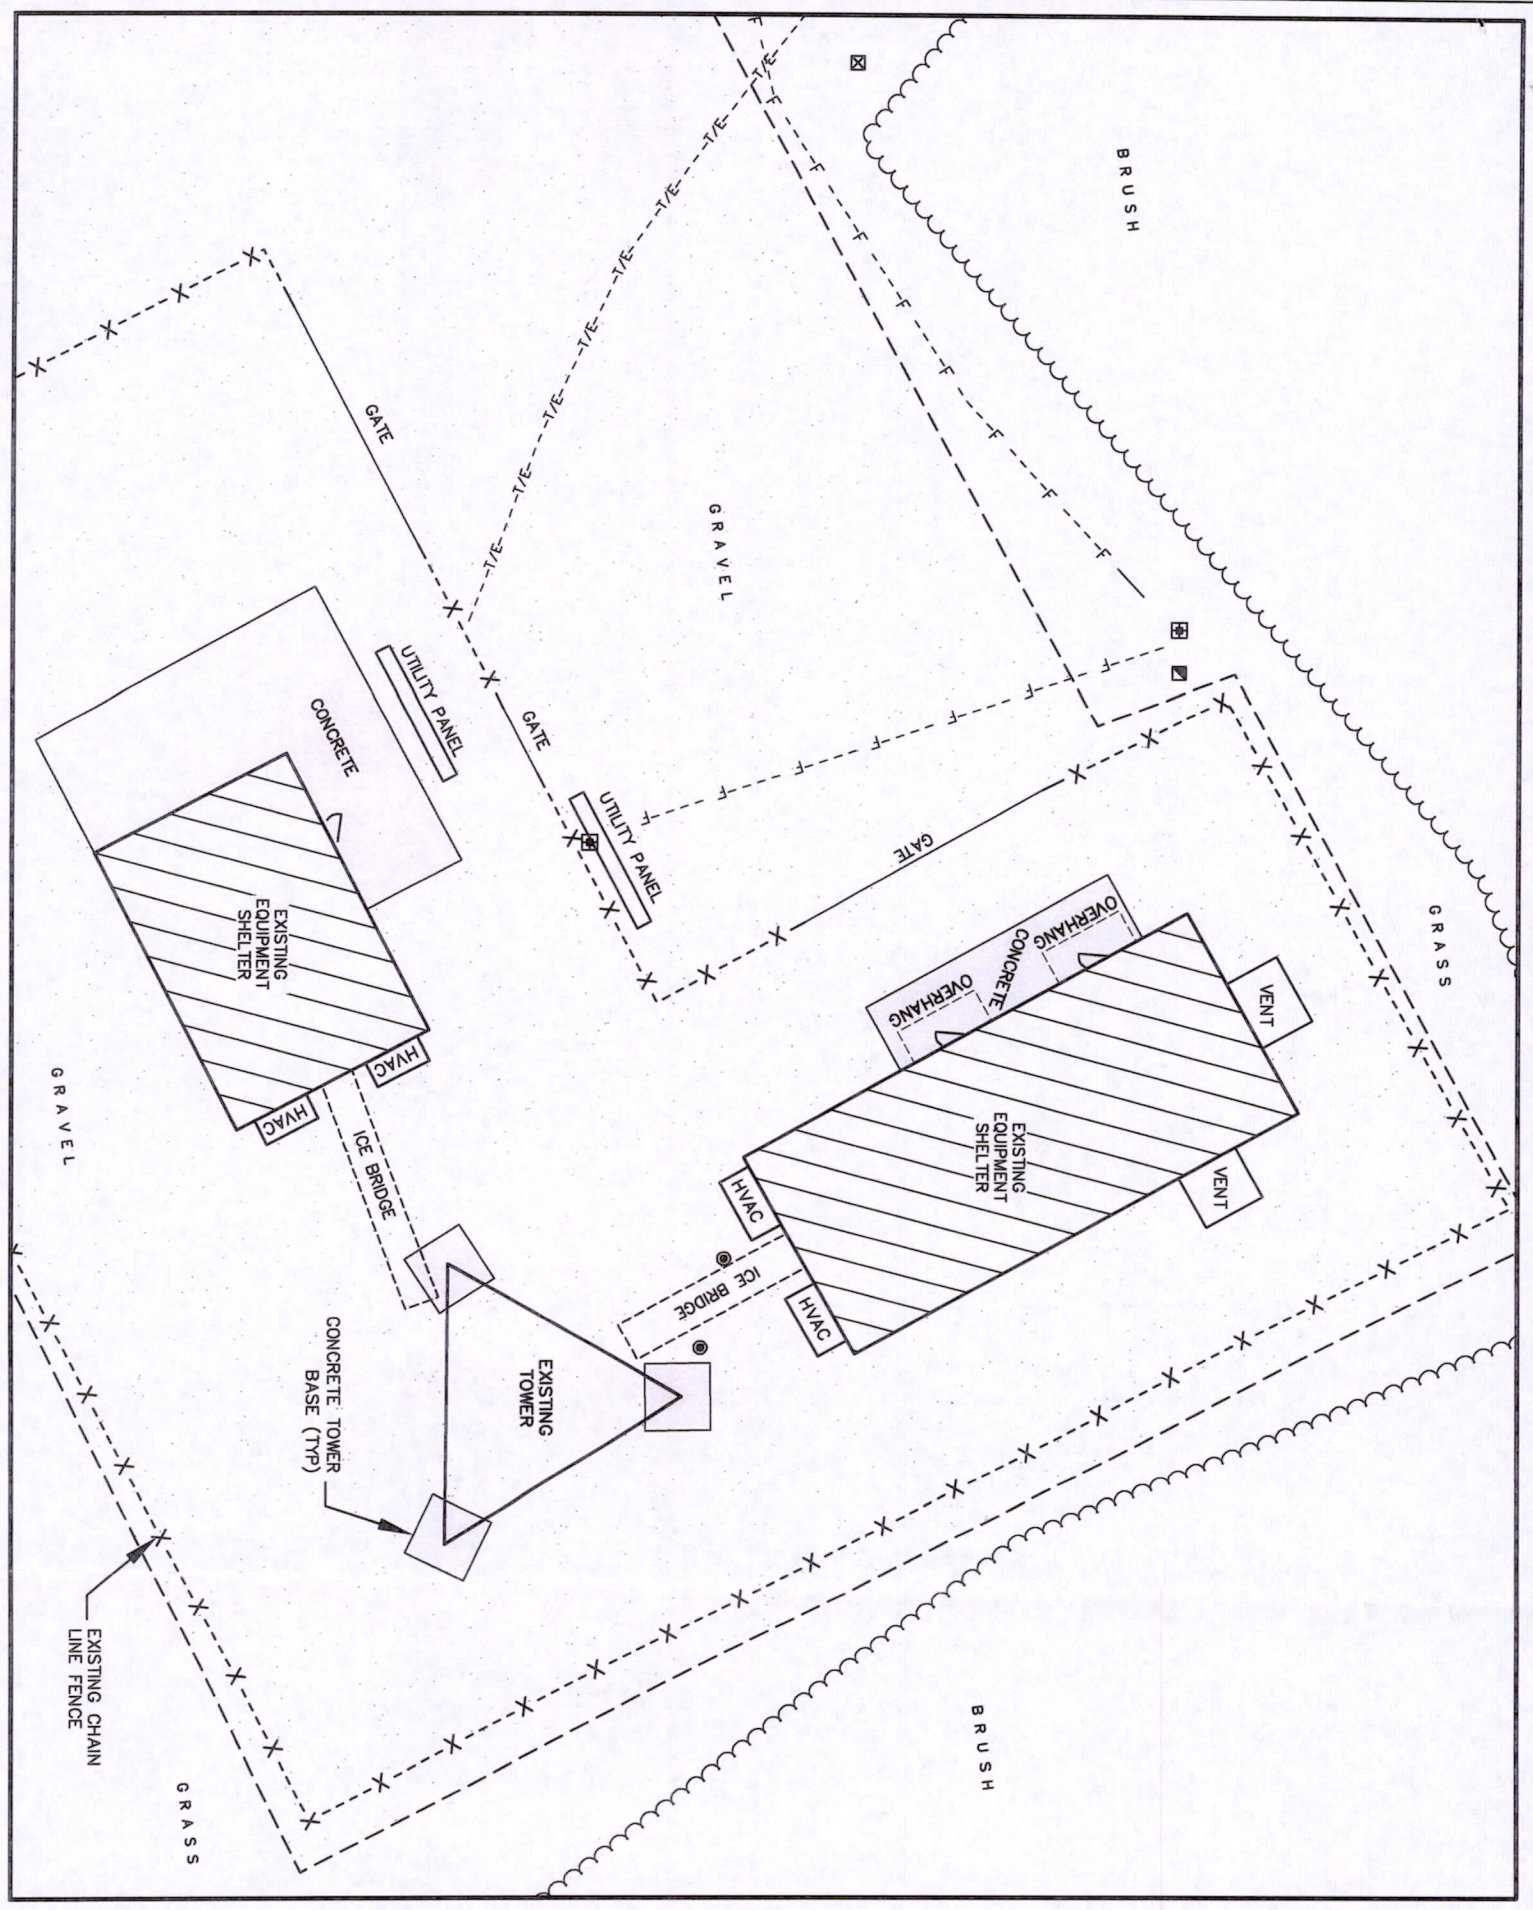 BRUSH
T/E
T/E
T/E
T/E
T/E
T/E
T/E
T/E
F
F
F
F
F
F
F
F
F
GATE
GRAVEL
F
F
F
F
F
F
F
UTILITY PANEL
CONCRETE
GATE
UTILITY PANEL
GATE
GRASS
OVERHANG
CONCRETE
OVERHANG
VENT
EXISTING
EQUIPMENT
SHELTER
EXISTING
EQUIPMENT
SHELTER
VENT
HVAC
HVAC
GRAVEL
ICE BRIDGE
HVAC
ICE BRIDGE
HVAC
EXISTING
TOWER
CONCRETE TOWER
BASE (TYP)
EXISTING CHAIN
LINE FENCE
BRUSH
GRASS